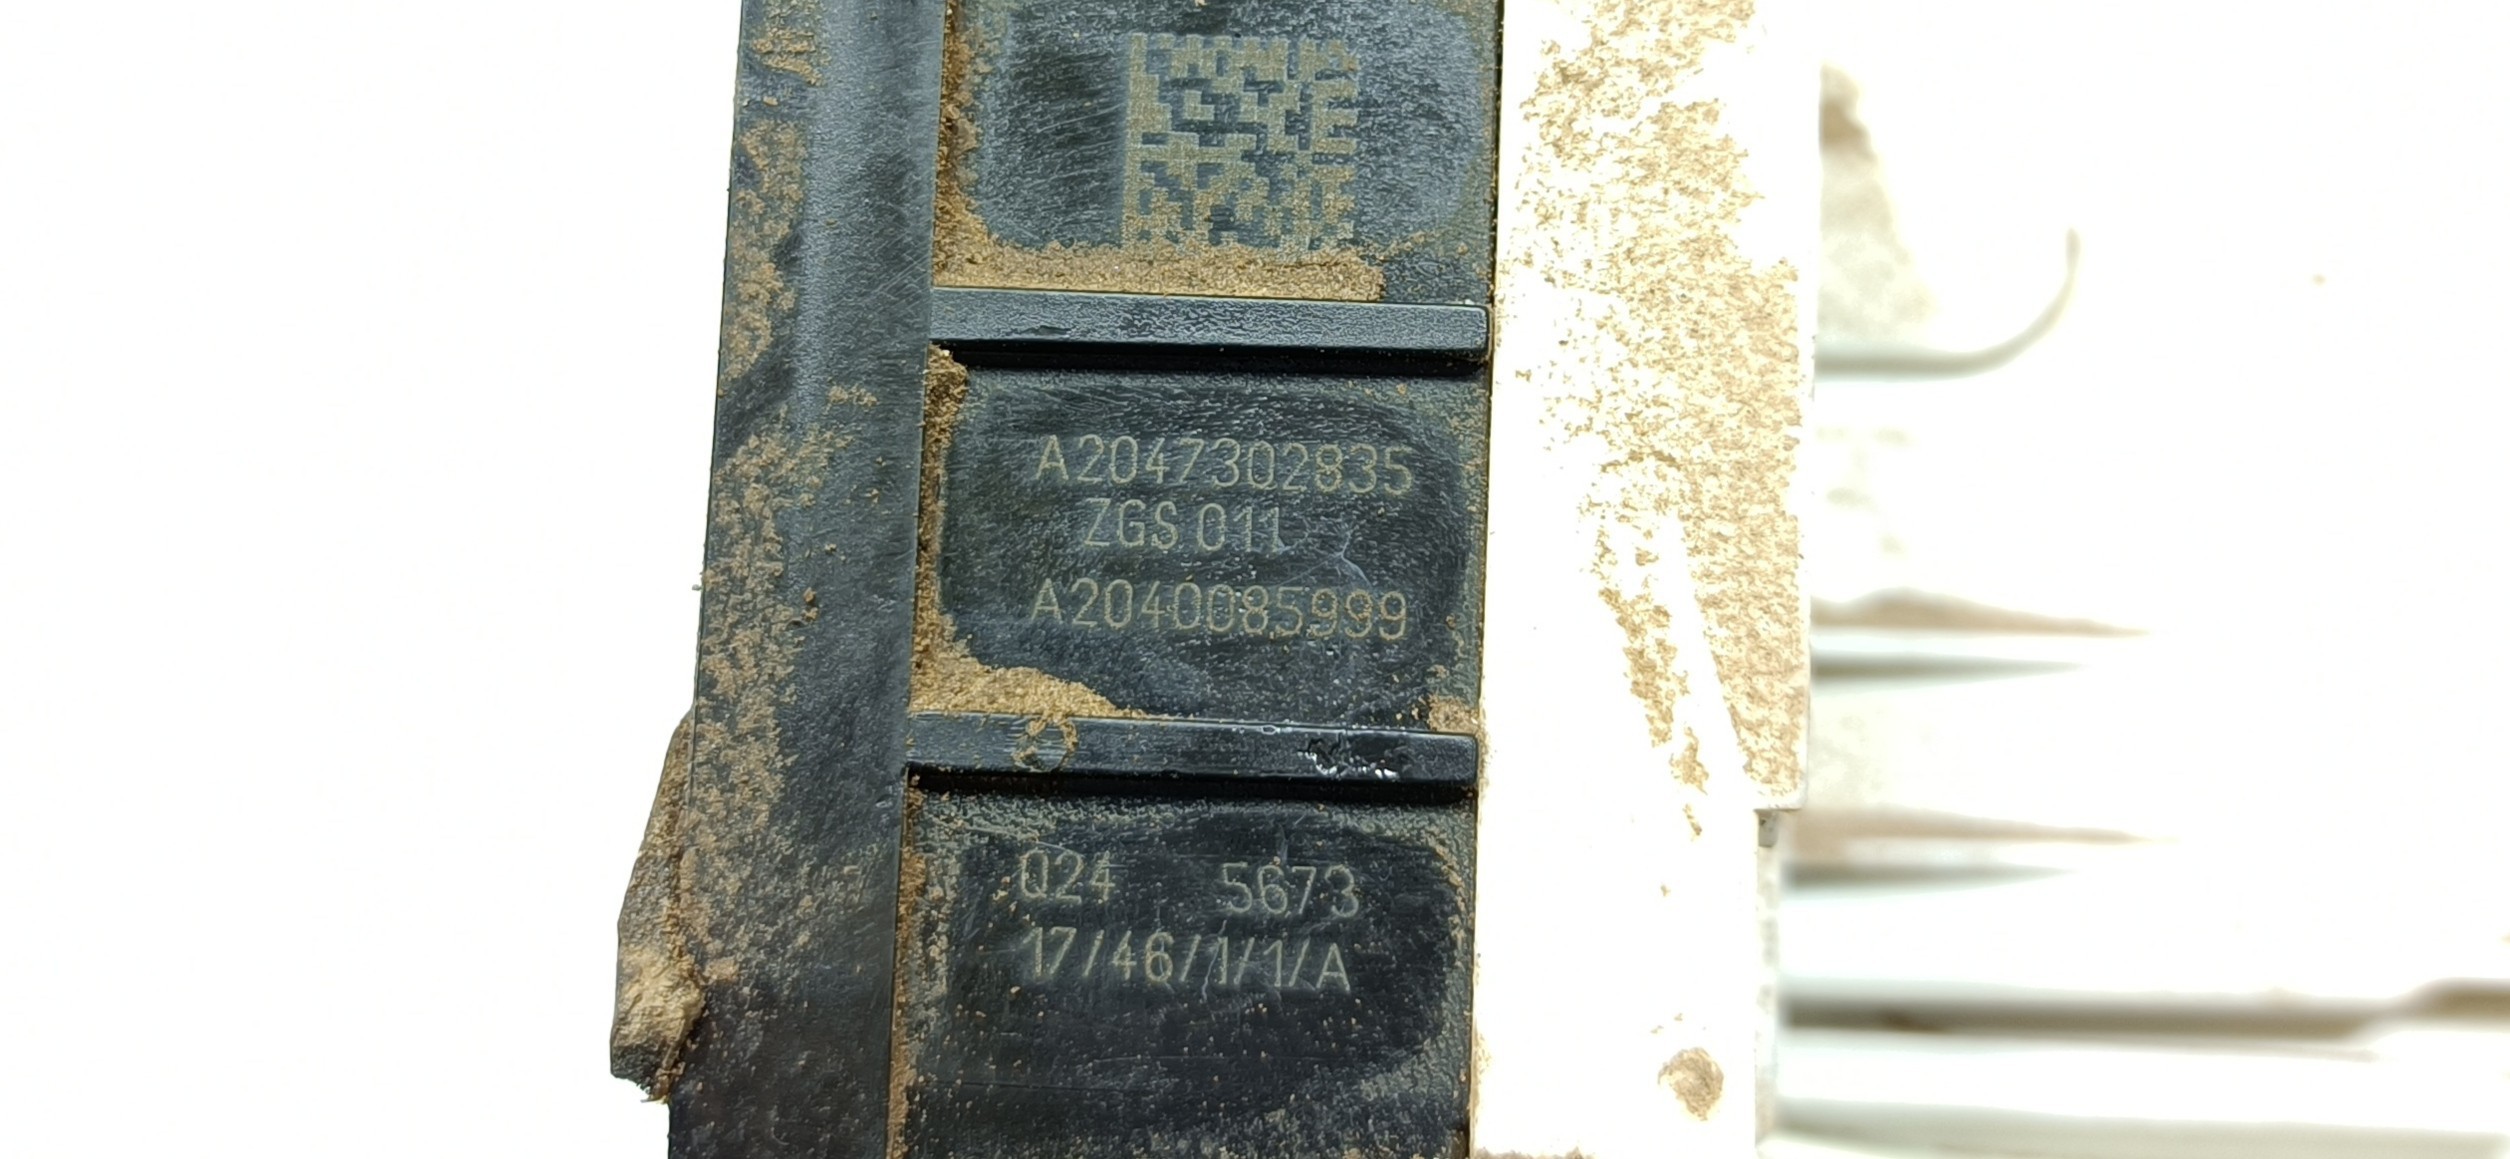 A2047302835
ZGS 011
A2040085999
Q24 5673
17/46/1/1/A